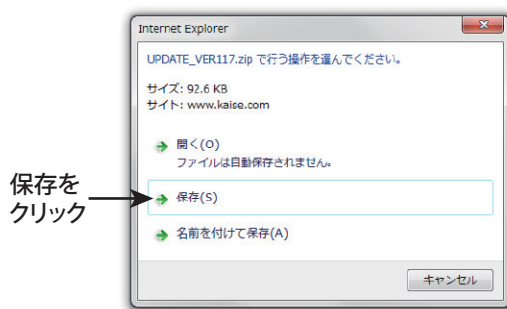 Internet Explorer
UPDATE_VER117.zip で行う操作を選んでください。
サイズ: 92.6 KB
サイト: www.kaise.com
開く(O)
ファイルは自動保存されません。
保存を
クリック
保存(S)
名前を付けて保存(A)
キャンセル